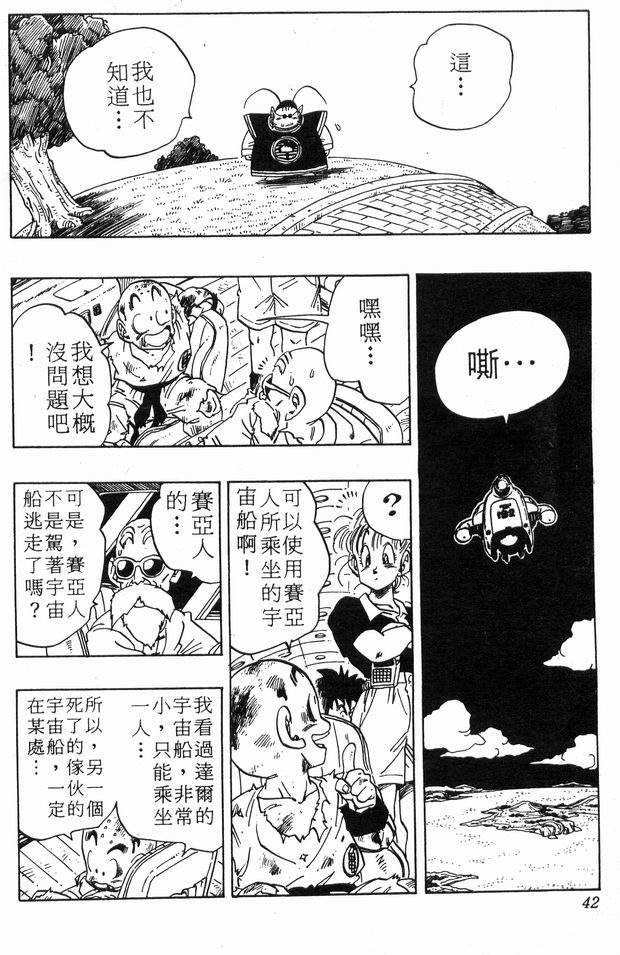 這…
我也不
知道…
嘶…
嘿嘿…
我想大概
沒問題吧
！
？
可以使用賽亞
人所乘坐的宇
宙船啊！
賽亞人
的…
可是，賽亞人
不是駕著宇宙
船逃走了嗎？
我看過達爾的
宇宙船，非常
小，只能乘坐
一人…
所以，另一個
死了的傢伙的
宇宙船，一定
在某處…
42